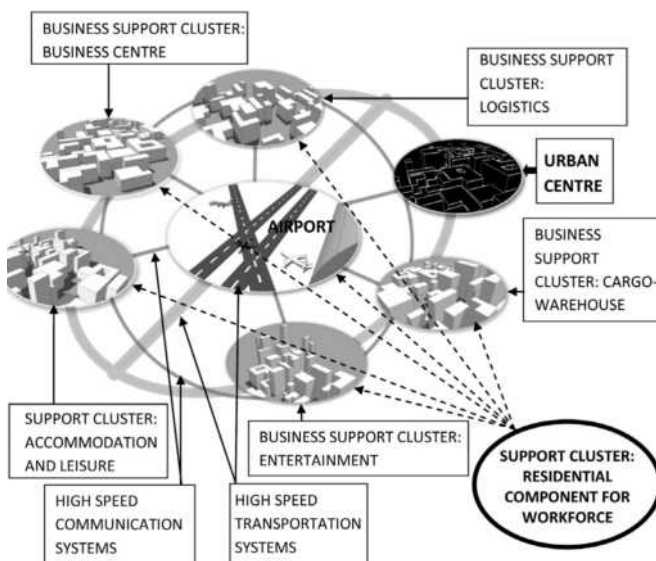 BUSINESS SUPPORT CLUSTER:
BUSINESS CENTRE
BUSINESS SUPPORT
CLUSTER:
LOGISTICS
URBAN
CENTRE
AIRPORT
BUSINESS
SUPPORT
CLUSTER: CARGO-
WAREHOUSE
SUPPORT CLUSTER:
ACCOMMODATION
AND LEISURE
BUSINESS SUPPORT CLUSTER:
ENTERTAINMENT
SUPPORT CLUSTER:
RESIDENTIAL
COMPONENT FOR
WORKFORCE
HIGH SPEED
COMMUNICATION
SYSTEMS
HIGH SPEED
TRANSPORTATION
SYSTEMS